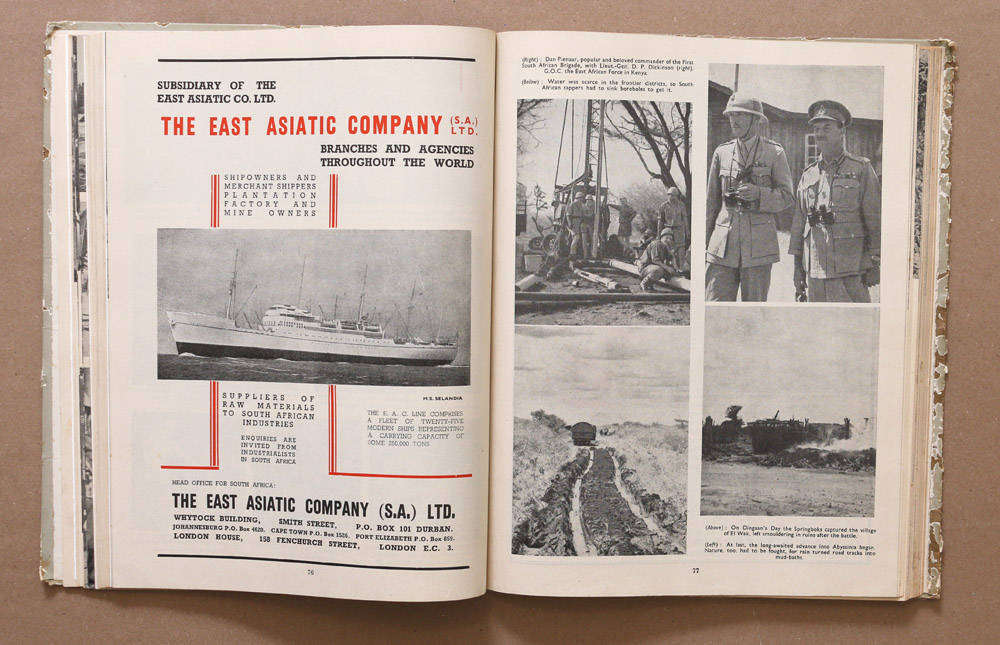 SUBSIDIARY OF THE
EAST ASIATIC CO. LTD.
THE EAST ASIATIC COMPANY (S.A.) LTD.
BRANCHES AND AGENCIES
THROUGHOUT THE WORLD
SHIPOWNERS AND
MERCHANT SHIPPERS
PLANTATION
FACTORY AND
MINE OWNERS
M.S. SELANDIA
SUPPLIERS OF
RAW MATERIALS
TO SOUTH AFRICAN
INDUSTRIES
ENQUIRIES ARE
INVITED FROM
INDUSTRIALISTS
IN SOUTH AFRICA
THE E. A. C. LINE COMPRISES
A FLEET OF TWENTY-FIVE
MODERN SHIPS REPRESENTING
A CARRYING CAPACITY OF
SOME 250,000 TONS
HEAD OFFICE FOR SOUTH AFRICA:
THE EAST ASIATIC COMPANY (S.A.) LTD.
WHYTOCK BUILDING, SMITH STREET, P.O. BOX 101 DURBAN.
JOHANNESBURG P.O. Box 4620. CAPE TOWN P.O. Box 1526. PORT ELIZABETH P.O. Box 659.
LONDON HOUSE, 158 FENCHURCH STREET, LONDON E.C. 3.
76
(Right) : Dan Pienaar, popular and beloved commander of the First
South African Brigade, with Lieut.-Gen. D. P. Dickinson (right),
G.O.C. the East African Force in Kenya.
(Below) : Water was scarce in the frontier districts, so South
African sappers had to sink boreholes to get it.
(Above) : On Dingaan's Day the Springboks captured the village
of El Wak, left smouldering in ruins after the battle.
(Left) : At last, the long-awaited advance into Abyssinia began.
Nature, too, had to be fought, for rain turned road tracks into
mud-baths.
77